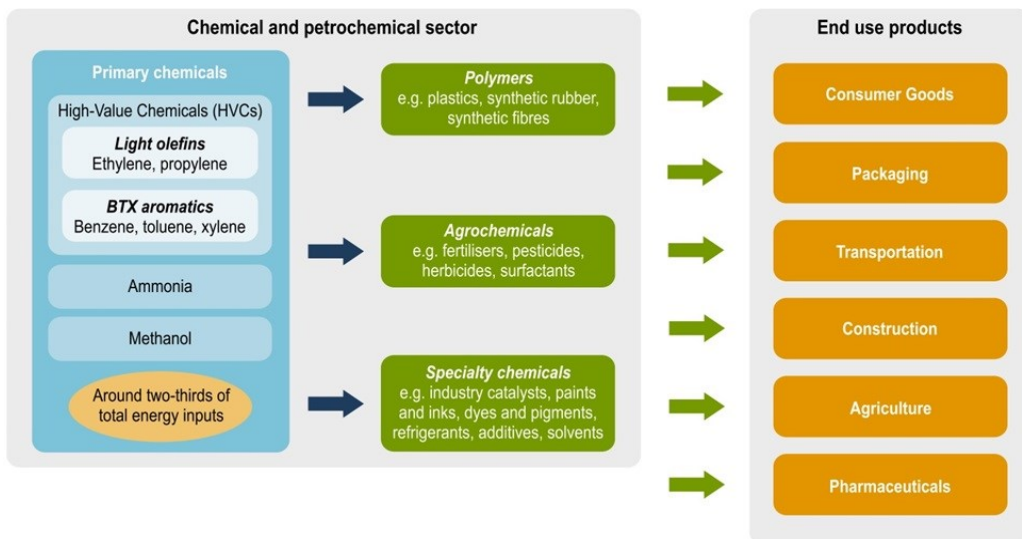 Chemical and petrochemical sector
Primary chemicals
High-Value Chemicals (HVCs)
Light olefins
Ethylene, propylene
BTX aromatics
Benzene, toluene, xylene
Ammonia
Methanol
Around two-thirds of
total energy inputs
Polymers
e.g. plastics, synthetic rubber,
synthetic fibres
Agrochemicals
e.g. fertilisers, pesticides,
herbicides, surfactants
Specialty chemicals
e.g. industry catalysts, paints
and inks, dyes and pigments,
refrigerants, additives, solvents
End use products
Consumer Goods
Packaging
Transportation
Construction
Agriculture
Pharmaceuticals